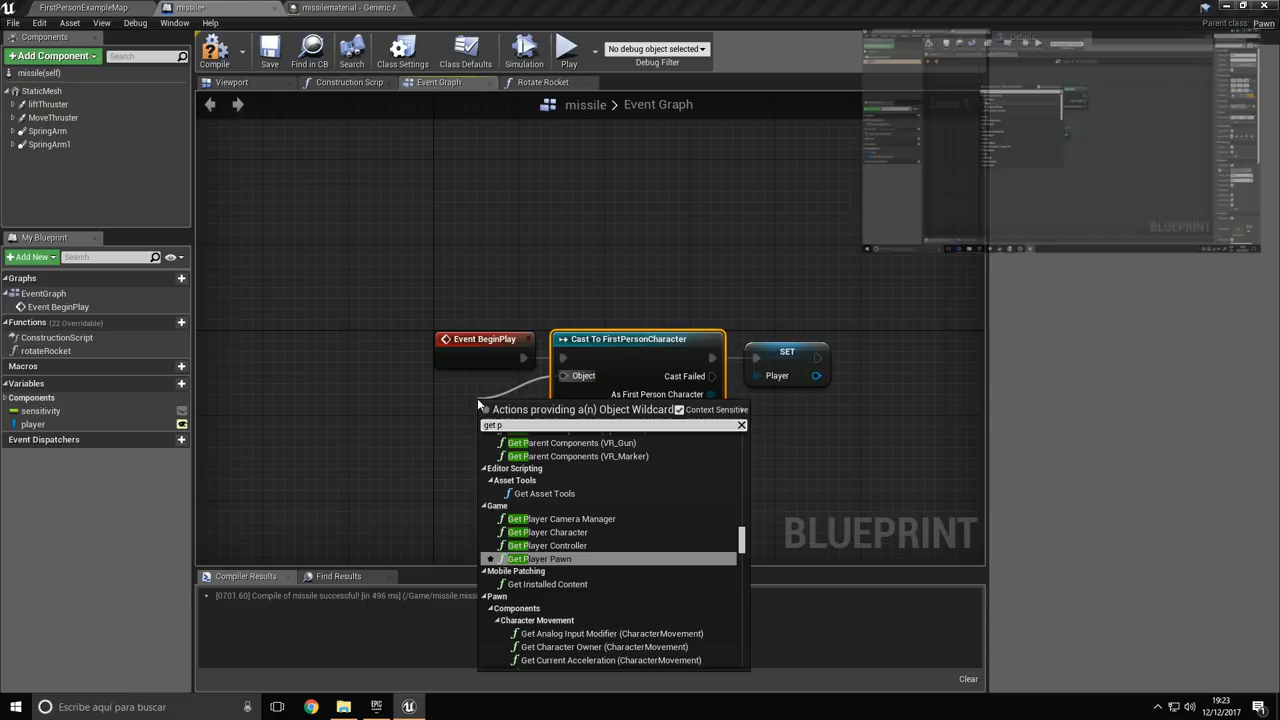 FirstPersonExampleMap
missile*
missilematerial - Generic A
File
Edit
Asset
View
Debug
Window
Help
Parent class: Pawn
Components
+Add Component
Search
Compile
Save
Find in CB
Search
Class Settings
Class Defaults
Simulation
Play
No debug object selected
Debug Filter
missile(self)
Viewport
Construction Scrip
Event Graph
Rotate Rocket
StaticMesh
liftThruster
MoveThruster
SpringArm
SpringArm1
missile > Event Graph
BLUEPRINT
My Blueprint
+Add New
Search
Graphs
EventGraph
Event BeginPlay
Functions (22 Overridable)
ConstructionScript
rotateRocket
Macros
Variables
Components
sensitivity
player
Event Dispatchers
Event BeginPlay
Cast To FirstPersonCharacter
Object
Cast Failed
As First Person Character
SET
Player
Actions providing a(n) Object Wildcard
Context Sensitive
get p
Get Parent Components (VR_Gun)
Get Parent Components (VR_Marker)
Editor Scripting
Asset Tools
Get Asset Tools
Game
Get Player Camera Manager
Get Player Character
Get Player Controller
Get Player Pawn
Mobile Patching
Get Installed Content
Pawn
Components
Character Movement
Get Analog Input Modifier (CharacterMovement)
Get Character Owner (CharacterMovement)
Get Current Acceleration (CharacterMovement)
BLUEPRINT
Compiler Results
Find Results
[0701.60] Compile of missile successful! [in 496 ms] (/Game/missile.missi
Clear
Escribe aquí para buscar
EPIC
19:23
12/12/2017